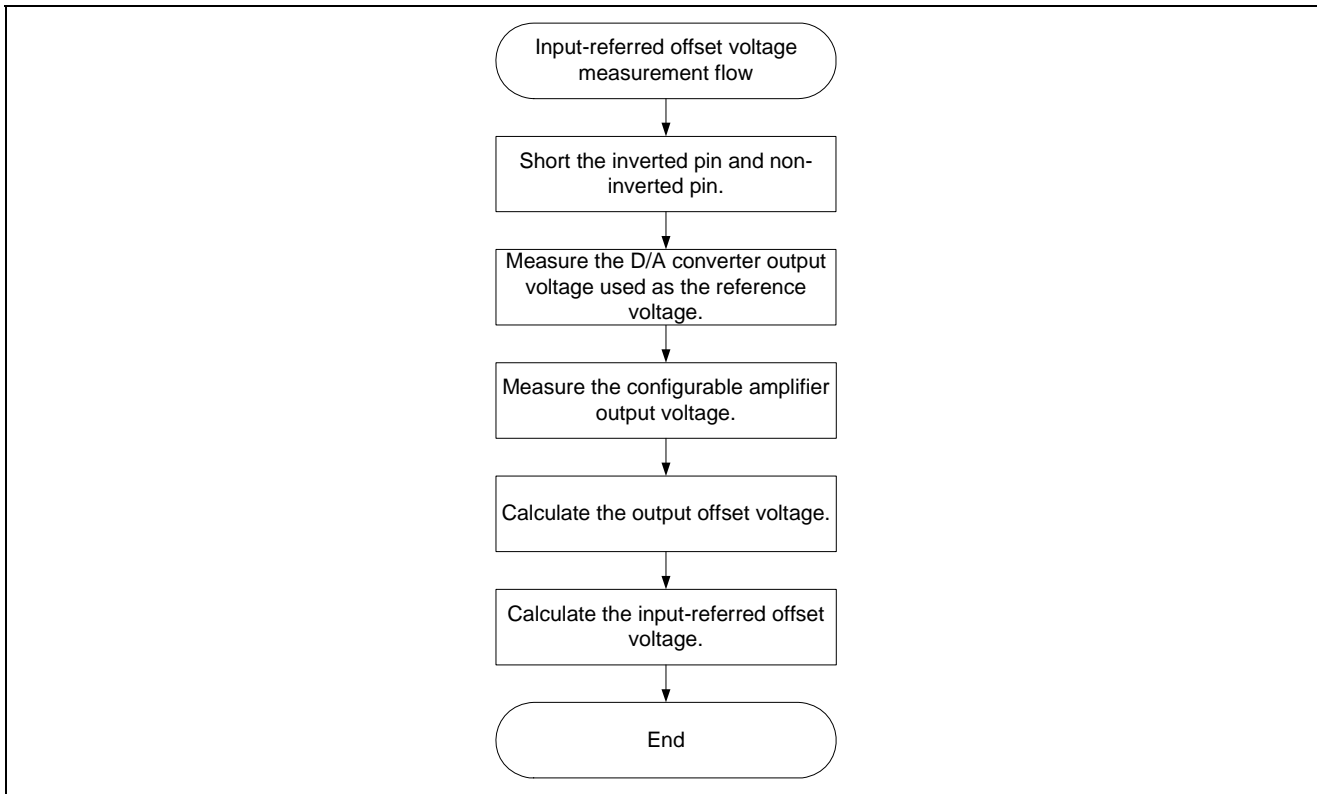 Input-referred offset voltage
measurement flow
Short the inverted pin and non-
inverted pin.
Measure the D/A converter output
voltage used as the reference
voltage.
Measure the configurable amplifier
output voltage.
Calculate the output offset voltage.
Calculate the input-referred offset
voltage.
End